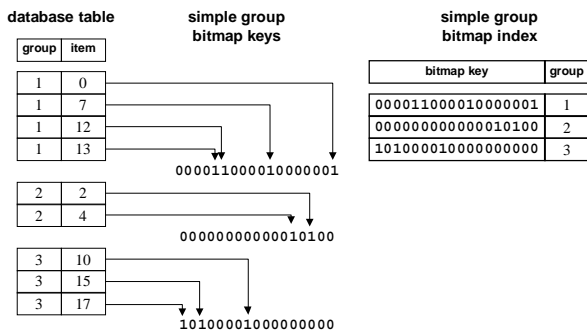 database table
simple group
bitmap keys
simple group
bitmap index
group item
bitmap key group
1 0
1 7
1 12
1 13
000011000010000001
2 2
2 4
000000000000010100
3 10
3 15
3 17
101000010000000000
000011000010000001 1
000000000000010100 2
101000010000000000 3